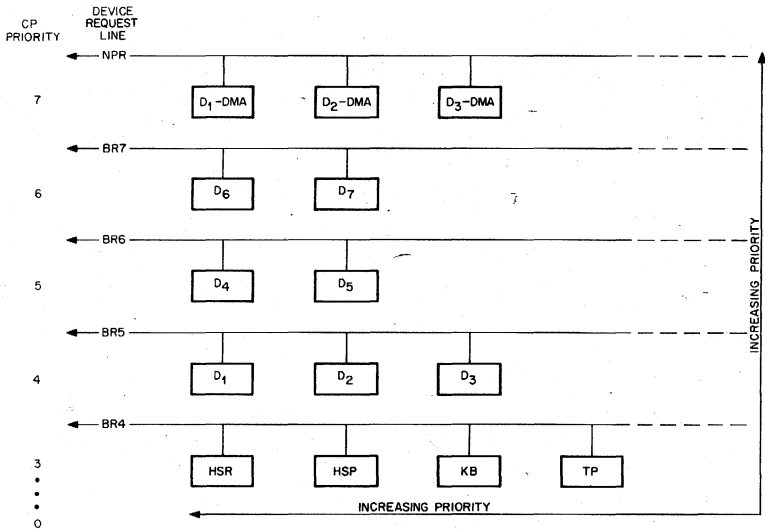 CP
PRIORITY
DEVICE
REQUEST
LINE
NPR
7
D1-DMA
D2-DMA
D3-DMA
BR7
6
D6
D7
BR6
5
D4
D5
BR5
4
D1
D2
D3
BR4
3
HSR
HSP
KB
TP
0
INCREASING PRIORITY
INCREASING PRIORITY